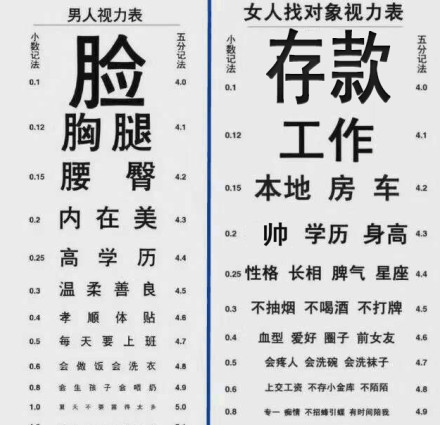 男人视力表
小数记法
五分记法
0.1 脸 4.0
0.12 胸 腿 4.1
0.15 腰 臀 4.2
0.2 内 在 美 4.3
0.25 高 学 历 4.4
0.3 温 柔 善 良 4.5
0.4 孝 顺 体 贴 4.6
0.5 每 天 要 上 班 4.7
0.6 会 做 饭 会 洗 衣 4.8
0.8 会 生 孩 子 会 喂 奶 4.9
1.0 夏 天 不 要 露 得 太 多 5.0
女人找对象视力表
小数记法
五分记法
0.1 存款 4.0
0.12 工作 4.1
0.15 本地 房 车 4.2
0.2 帅 学历 身高 4.3
0.25 性格 长相 脾气 星座 4.4
0.3 不抽烟 不喝酒 不打牌 4.5
0.4 血型 爱好 圈子 前女友 4.6
0.5 会疼人 会洗碗 会洗袜子 4.7
0.6 上交工资 不存小金库 不陌陌 4.8
0.8 专一 痴情 不招蜂引蝶 有时间陪我 4.9